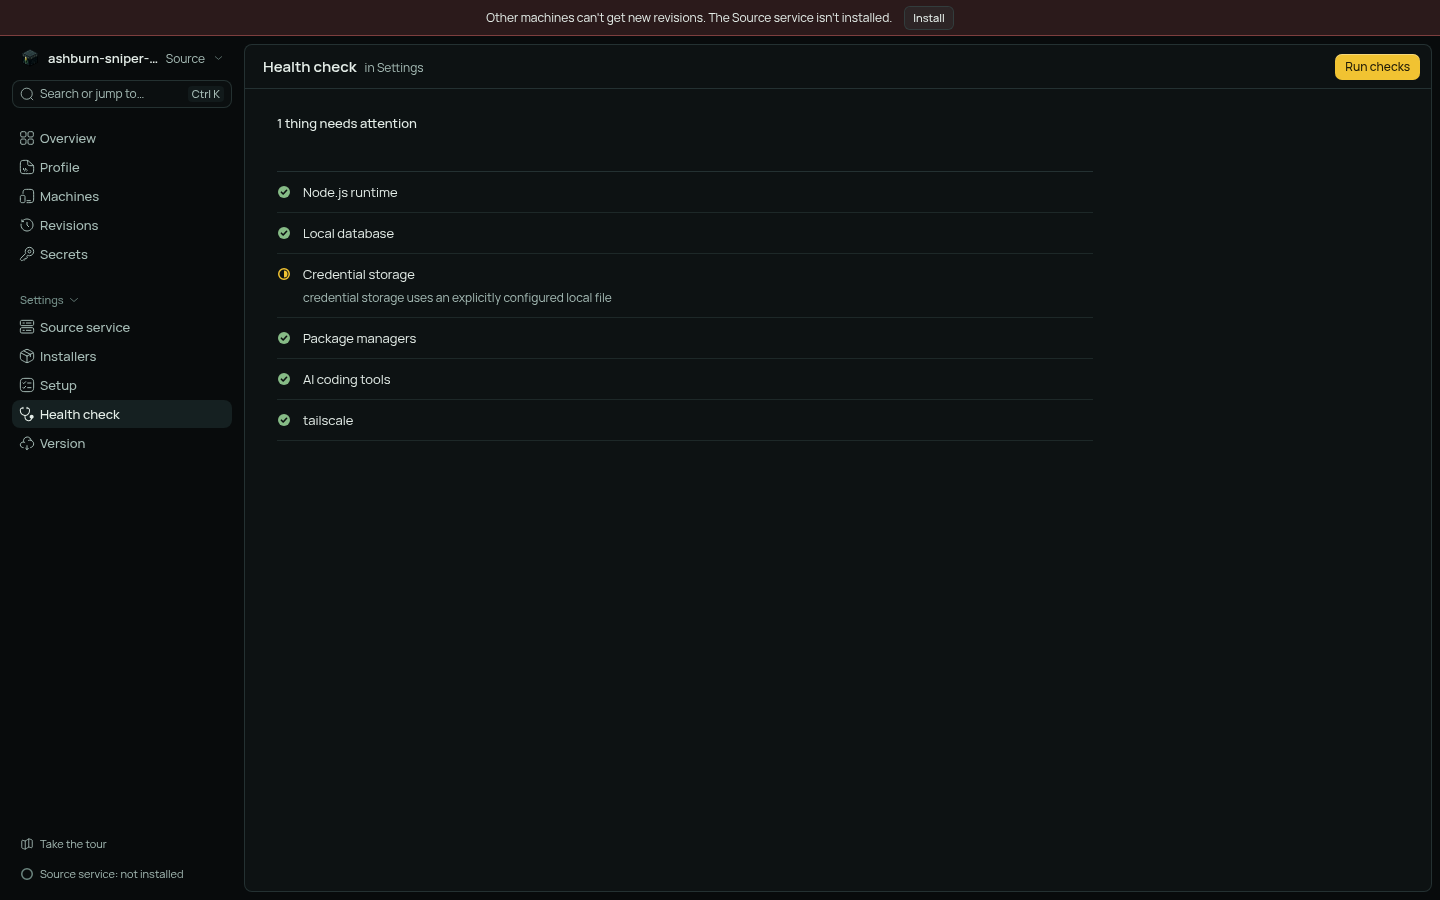 Other machines can't get new revisions. The Source service isn't installed. Install
ashburn-sniper-… Source
Search or jump to… Ctrl K
Overview
Profile
Machines
Revisions
Secrets
Settings
Source service
Installers
Setup
Health check
Version
Take the tour
Source service: not installed
Health check in Settings
Run checks
1 thing needs attention
Node.js runtime
Local database
Credential storage
credential storage uses an explicitly configured local file
Package managers
AI coding tools
tailscale